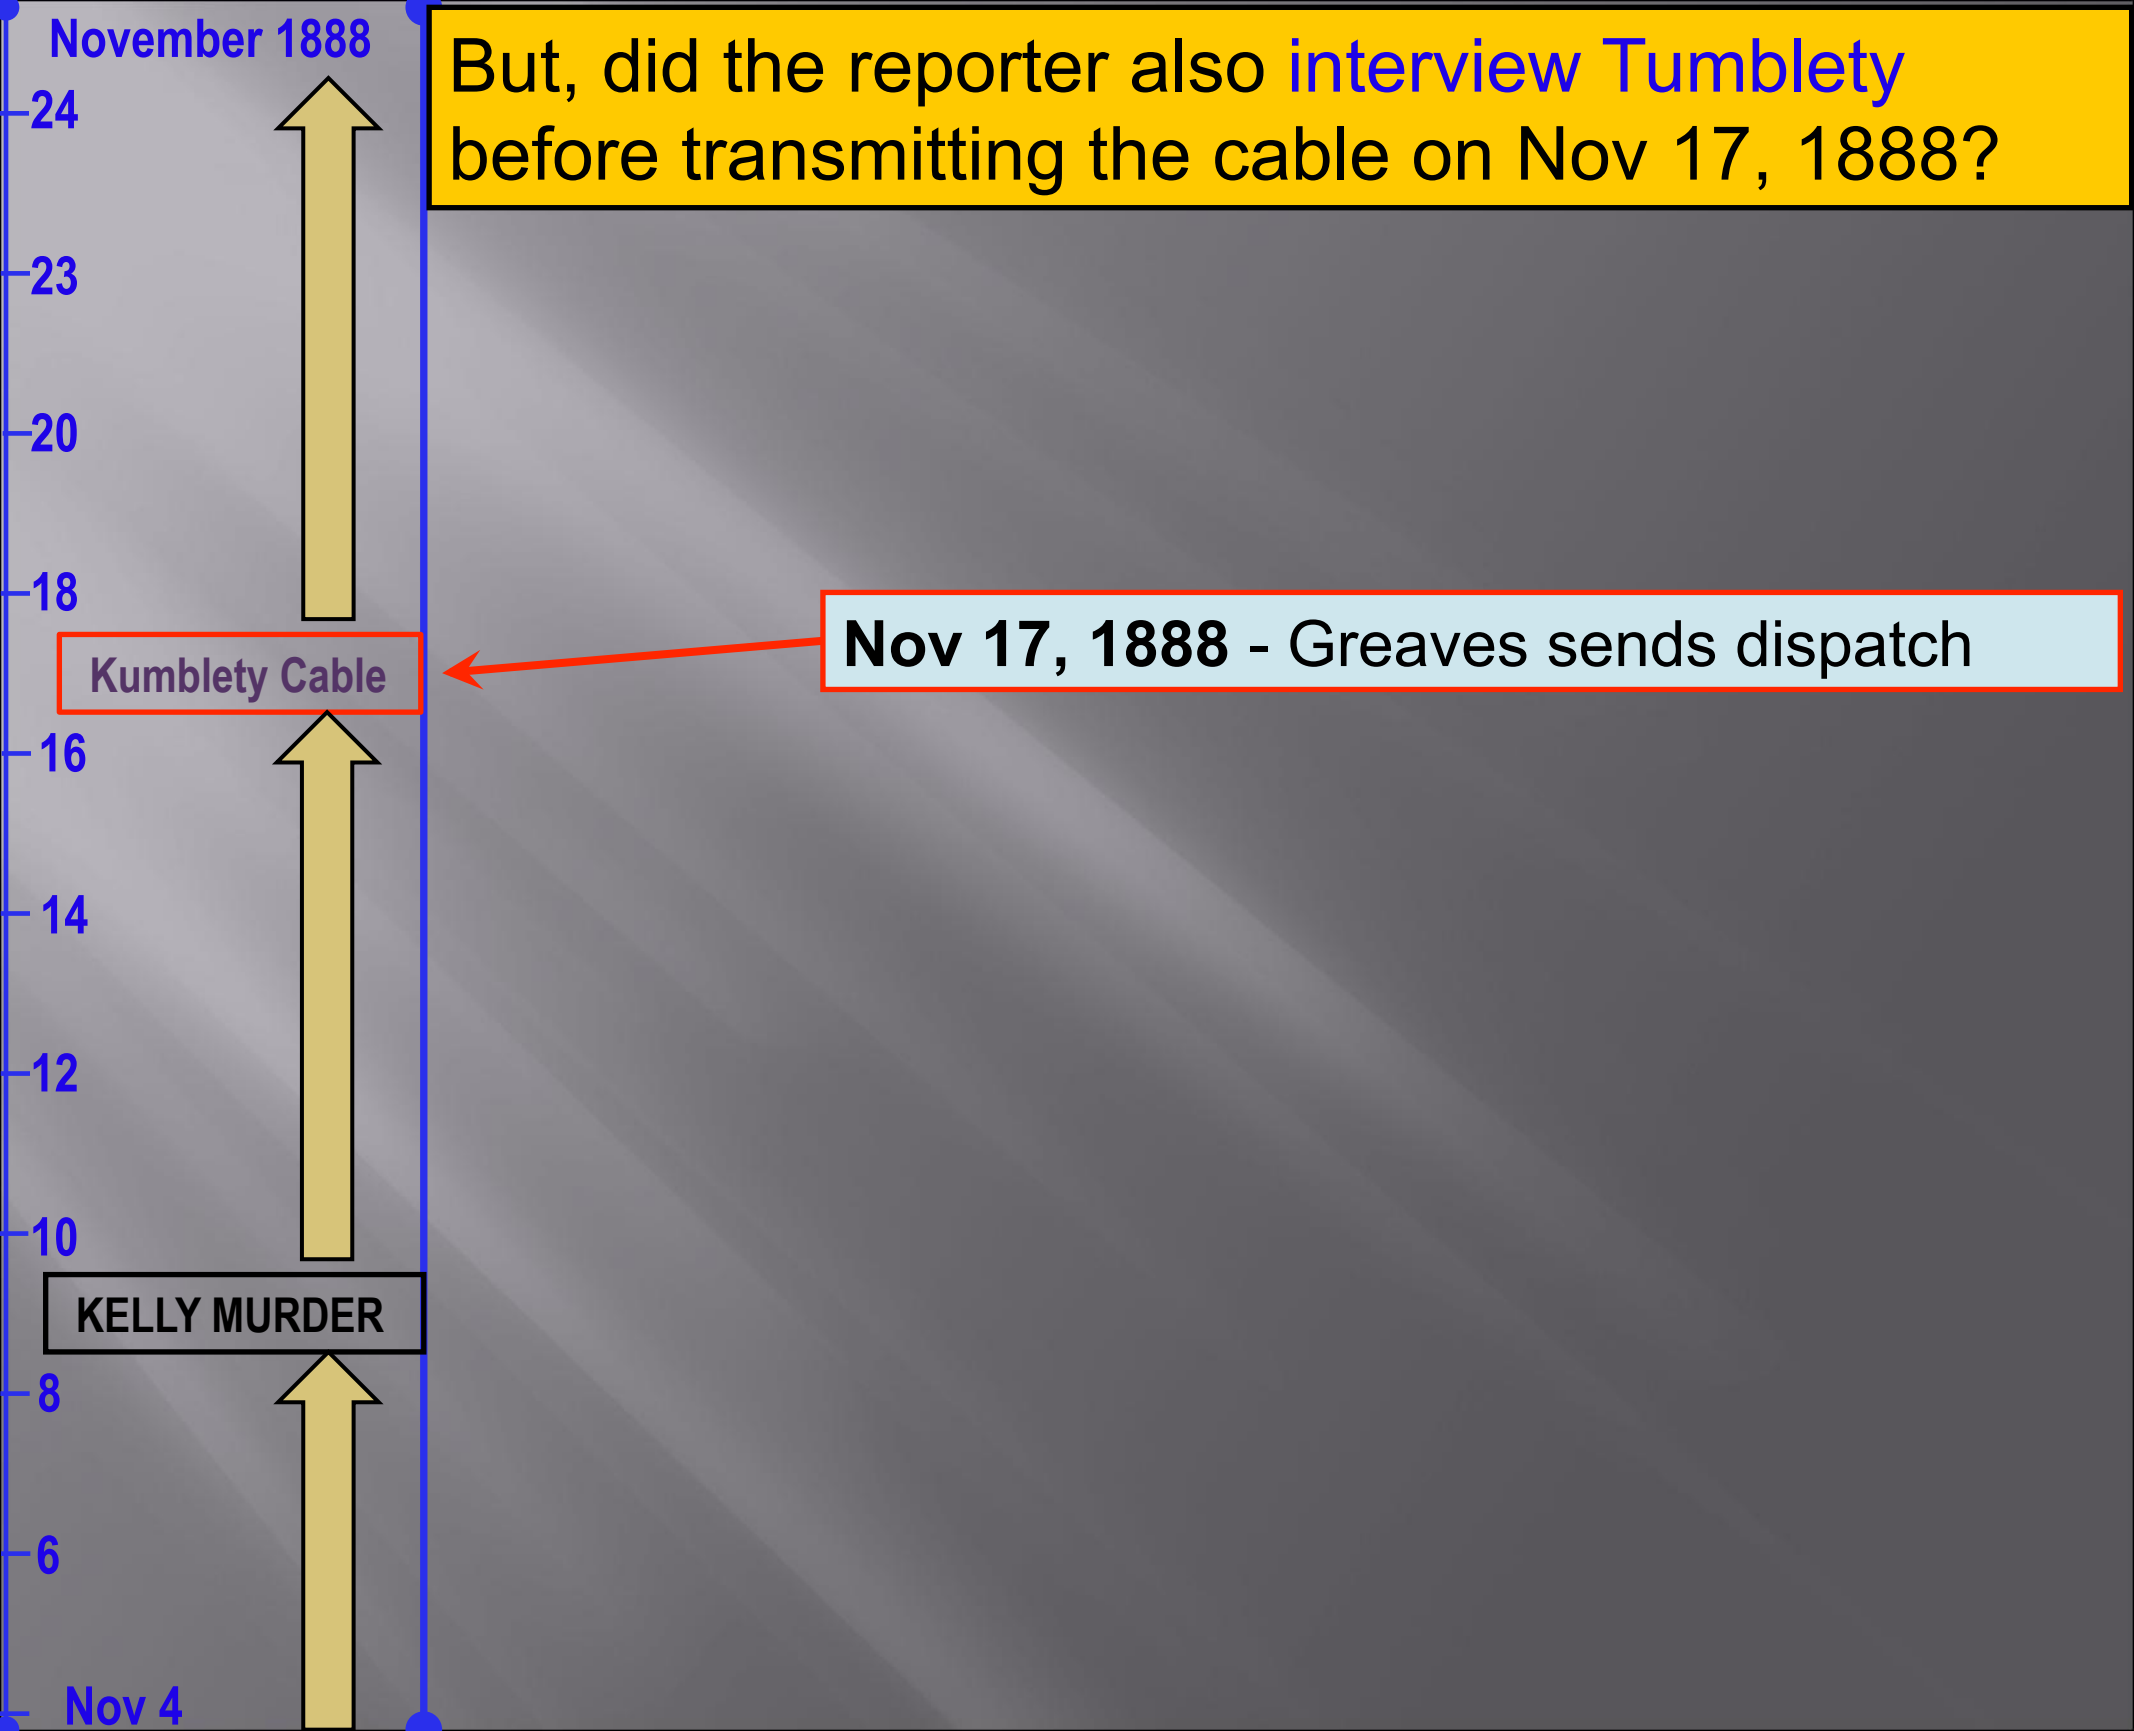 November 1888
But, did the reporter also interview Tumblety
before transmitting the cable on Nov 17, 1888?
24
23
20
18
Kumblety Cable
Nov 17, 1888 - Greaves sends dispatch
16
14
12
10
KELLY MURDER
8
6
Nov 4